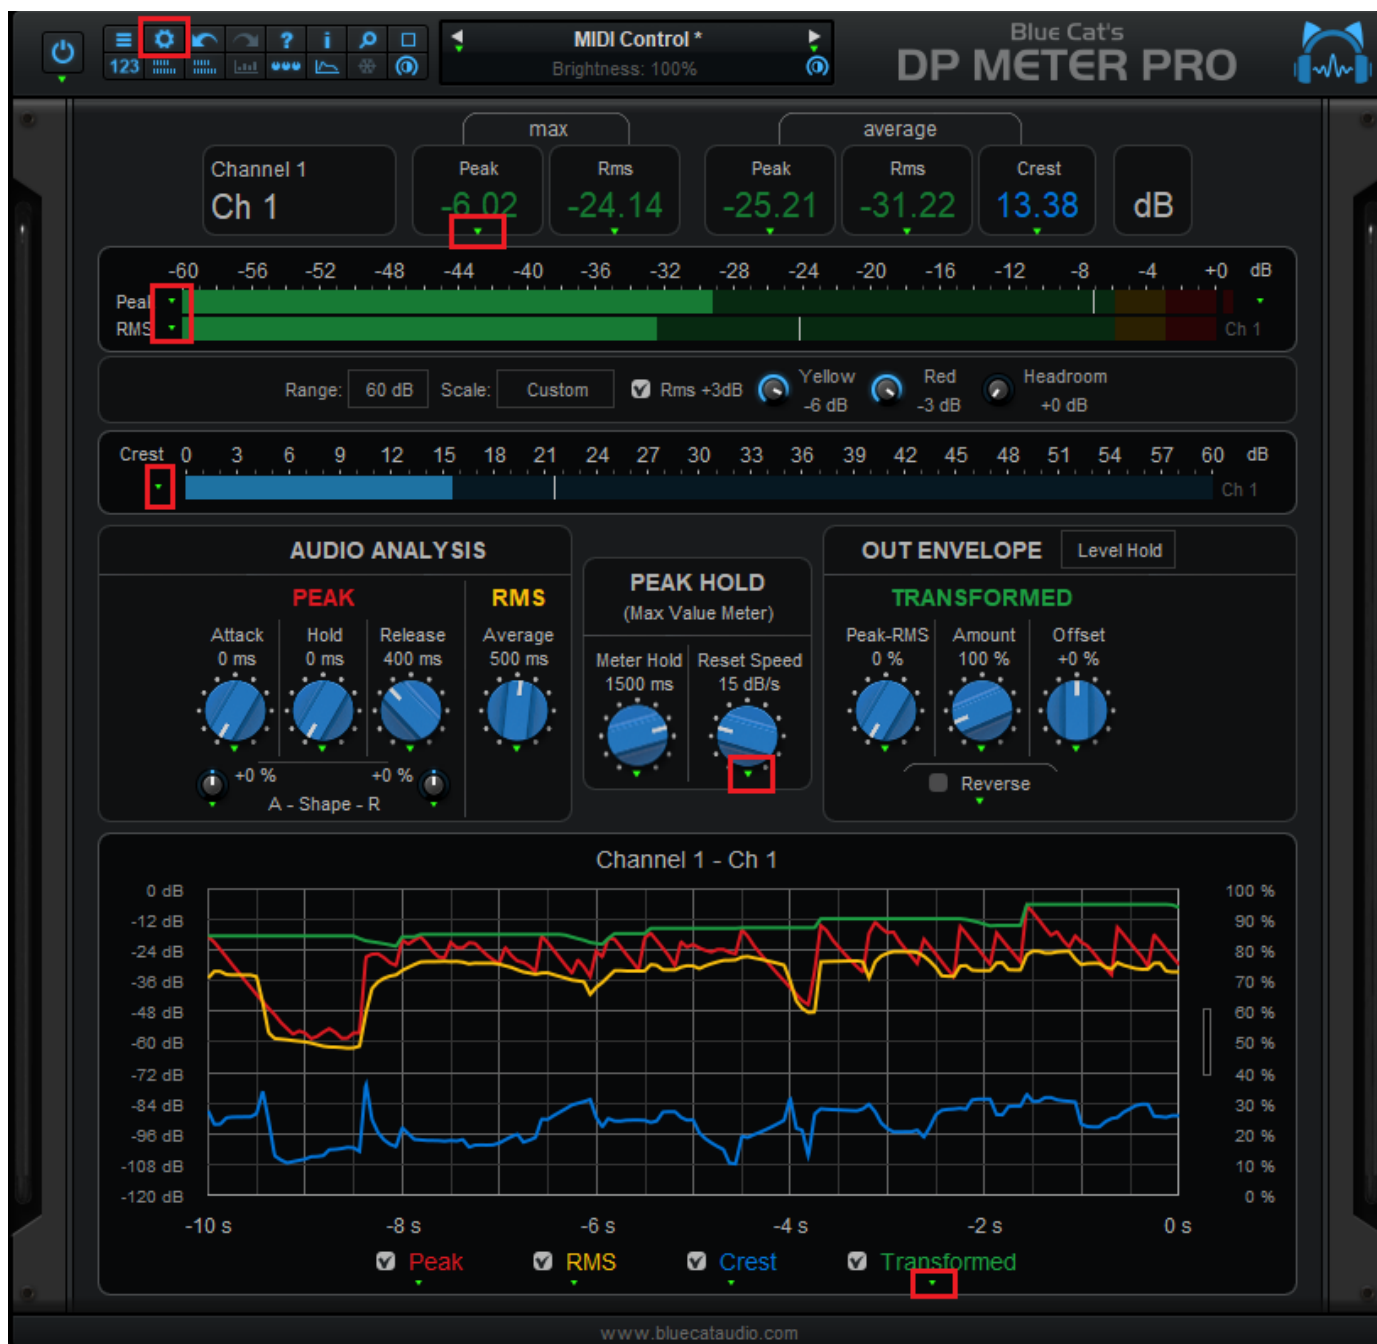 Blue Cat's
DP METER PRO
MIDI Control *
Brightness: 100%
? i
123
max average
Channel 1
Ch 1
Peak Rms Peak Rms Crest
-6.02 -24.14 -25.21 -31.22 13.38 dB
-60 -56 -52 -48 -44 -40 -36 -32 -28 -24 -20 -16 -12 -8 -4 +0 dB
Peak
RMS Ch 1
Range: 60 dB Scale: Custom Rms +3dB Yellow -6 dB Red -3 dB Headroom +0 dB
Crest 0 3 6 9 12 15 18 21 24 27 30 33 36 39 42 45 48 51 54 57 60 dB
Ch 1
AUDIO ANALYSIS
PEAK RMS
Attack Hold Release Average
0 ms 0 ms 400 ms 500 ms
+0 % +0 %
A - Shape - R
PEAK HOLD
(Max Value Meter)
Meter Hold Reset Speed
1500 ms 15 dB/s
OUT ENVELOPE Level Hold
TRANSFORMED
Peak-RMS Amount Offset
0 % 100 % +0 %
Reverse
Channel 1 - Ch 1
0 dB 100 %
-12 dB 90 %
-24 dB 80 %
-36 dB 70 %
-48 dB 60 %
-60 dB 50 %
-72 dB 40 %
-84 dB 30 %
-96 dB 20 %
-108 dB 10 %
-120 dB 0 %
-10 s -8 s -6 s -4 s -2 s 0 s
Peak RMS Crest Transformed
www.bluecataudio.com